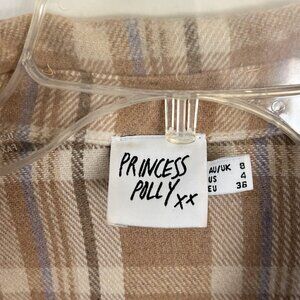 PRINCESS
POLLY xx
AU/UK 8
US 4
EU 36